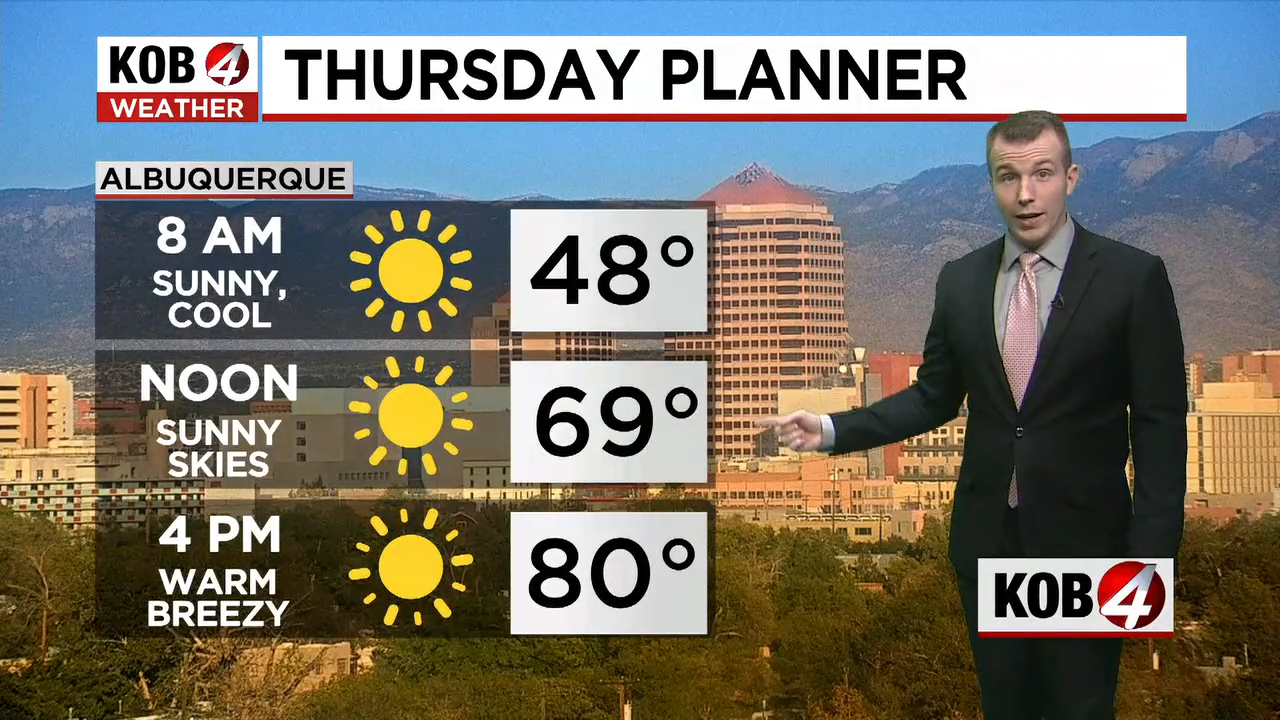 KOB 4
WEATHER
THURSDAY PLANNER
ALBUQUERQUE
8 AM
SUNNY,
COOL
48°
NOON
SUNNY
SKIES
69°
4 PM
WARM
BREEZY
80°
KOB 4